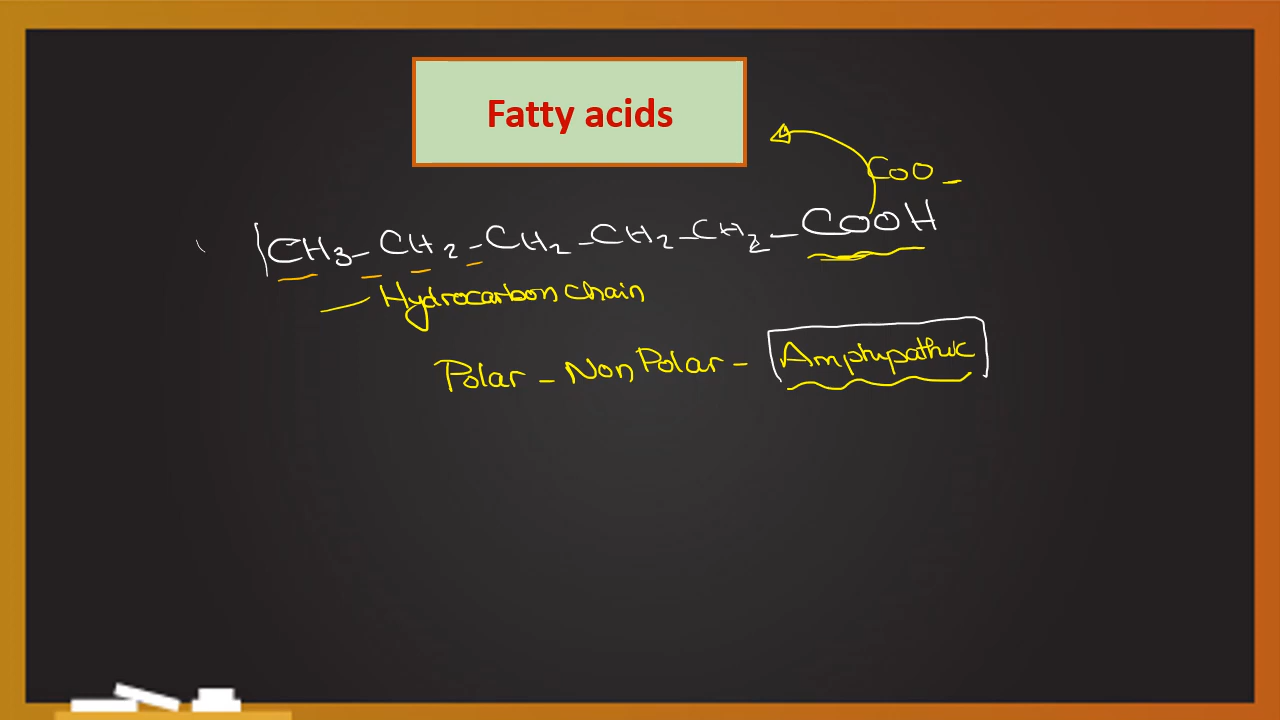 Fatty acids
COO -
CH3 - CH2 - CH2 - CH2 - CH2 - COOH
- Hydrocarbon chain
Polar - Non Polar - Amphipathic